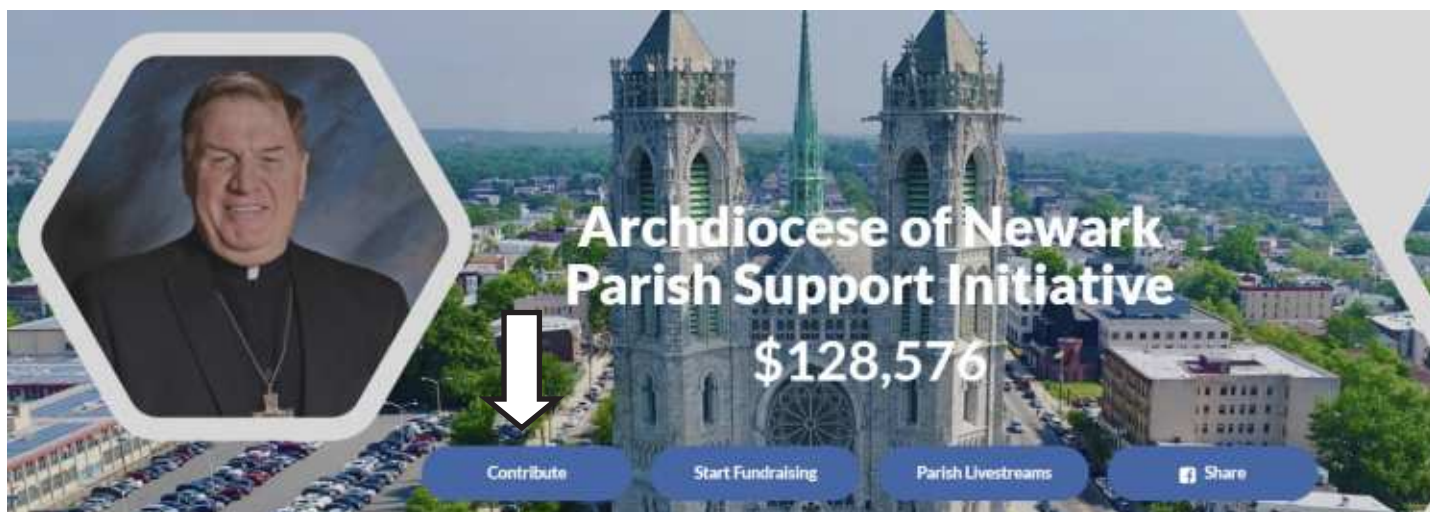 Archdiocese of Newark
Parish Support Initiative
$128,576
Contribute
Start Fundraising
Parish Livestreams
Share